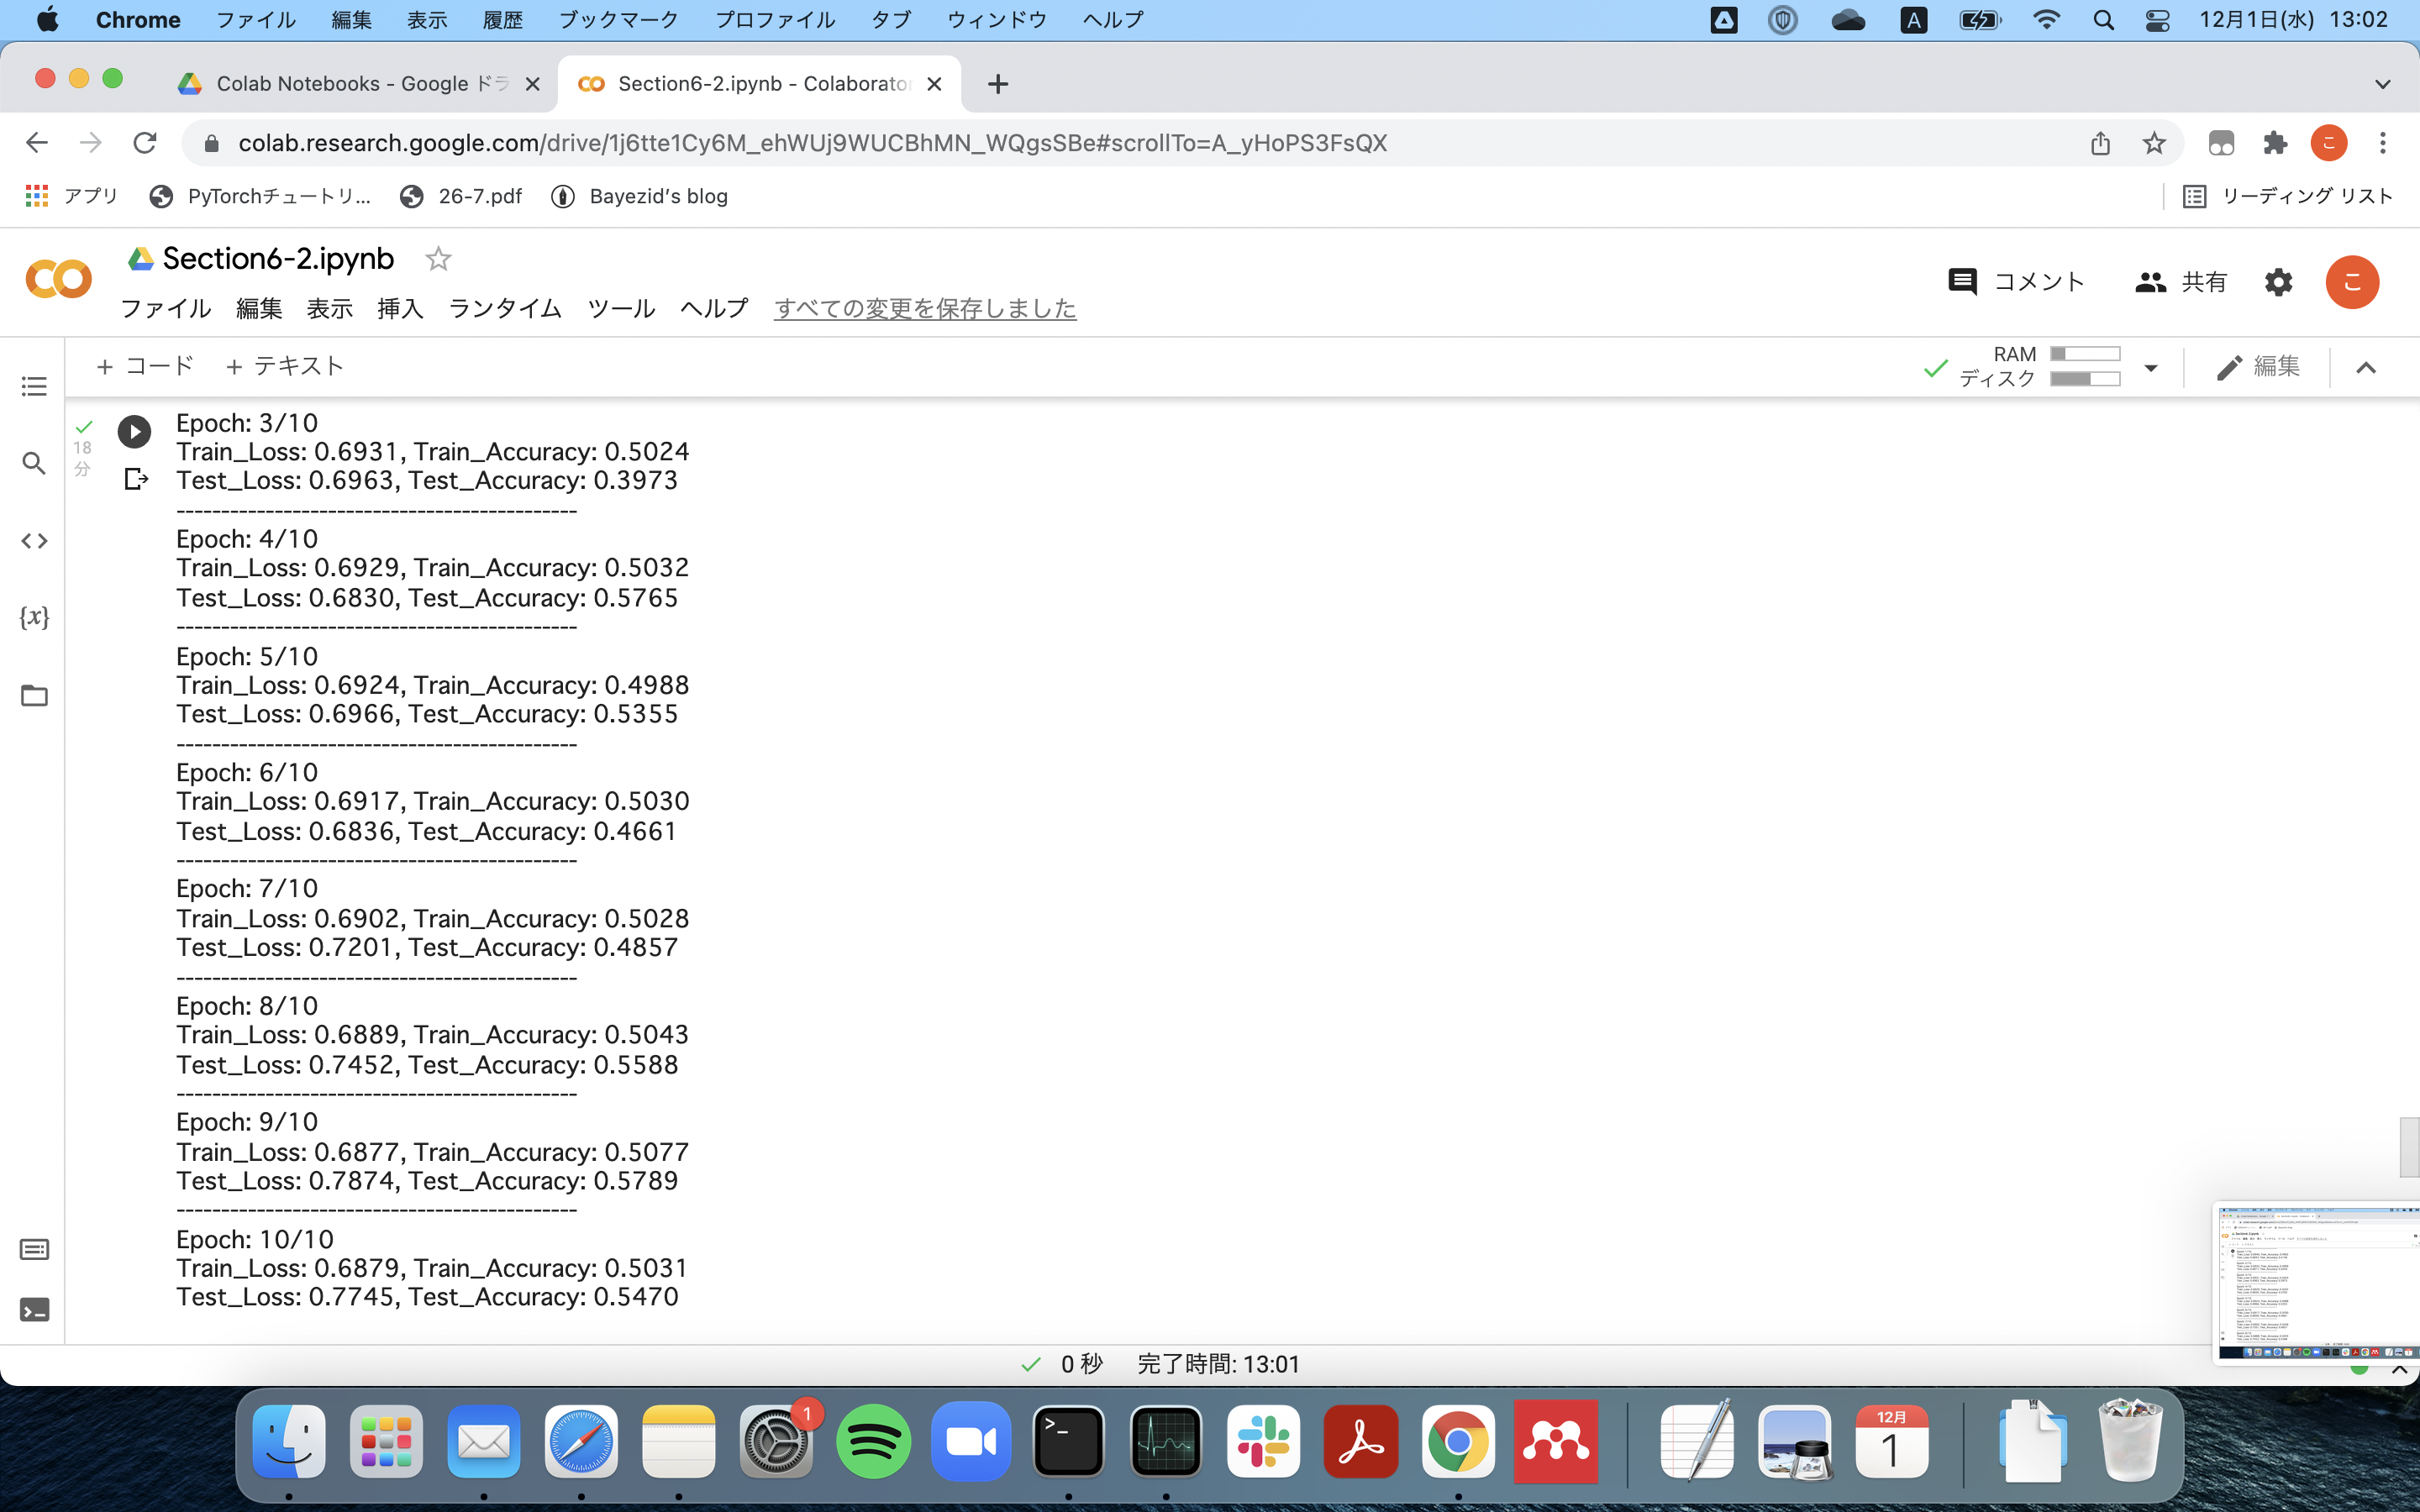 Chrome ファイル 編集 表示 履歴 ブックマーク プロファイル タブ ウィンドウ ヘルプ A 12月1日(水) 13:02
Colab Notebooks - Google ドラ
Section6-2.ipynb - Colaborator
colab.research.google.com/drive/1j6tte1Cy6M_ehWUj9WUCBhMN_WQgsSBe#scrollTo=A_yHoPS3FsQX こ
アプリ PyTorchチュートリ... 26-7.pdf Bayezid's blog リーディング リスト
Section6-2.ipynb
ファイル 編集 表示 挿入 ランタイム ツール ヘルプ すべての変更を保存しました
コメント 共有 こ
+ コード + テキスト
RAM
ディスク
編集
18
分
Epoch: 3/10
Train_Loss: 0.6931, Train_Accuracy: 0.5024
Test_Loss: 0.6963, Test_Accuracy: 0.3973
--------------------------------------------
Epoch: 4/10
Train_Loss: 0.6929, Train_Accuracy: 0.5032
Test_Loss: 0.6830, Test_Accuracy: 0.5765
--------------------------------------------
Epoch: 5/10
Train_Loss: 0.6924, Train_Accuracy: 0.4988
Test_Loss: 0.6966, Test_Accuracy: 0.5355
--------------------------------------------
Epoch: 6/10
Train_Loss: 0.6917, Train_Accuracy: 0.5030
Test_Loss: 0.6836, Test_Accuracy: 0.4661
--------------------------------------------
Epoch: 7/10
Train_Loss: 0.6902, Train_Accuracy: 0.5028
Test_Loss: 0.7201, Test_Accuracy: 0.4857
--------------------------------------------
Epoch: 8/10
Train_Loss: 0.6889, Train_Accuracy: 0.5043
Test_Loss: 0.7452, Test_Accuracy: 0.5588
--------------------------------------------
Epoch: 9/10
Train_Loss: 0.6877, Train_Accuracy: 0.5077
Test_Loss: 0.7874, Test_Accuracy: 0.5789
--------------------------------------------
Epoch: 10/10
Train_Loss: 0.6879, Train_Accuracy: 0.5031
Test_Loss: 0.7745, Test_Accuracy: 0.5470
0 秒 完了時間: 13:01
1
12月
1